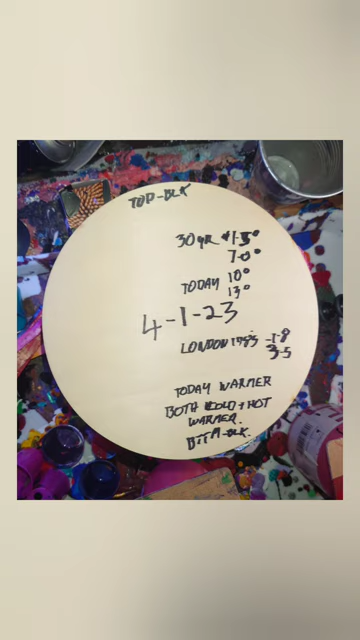 TOP-BLK
30 YR +1.5°
7.0°
TODAY 10°
13°
4-1-23
LONDON 1983 -1.8
3.5
TODAY WARMER
BOTH COLD + HOT
WARMER.
BTTM-BLK.